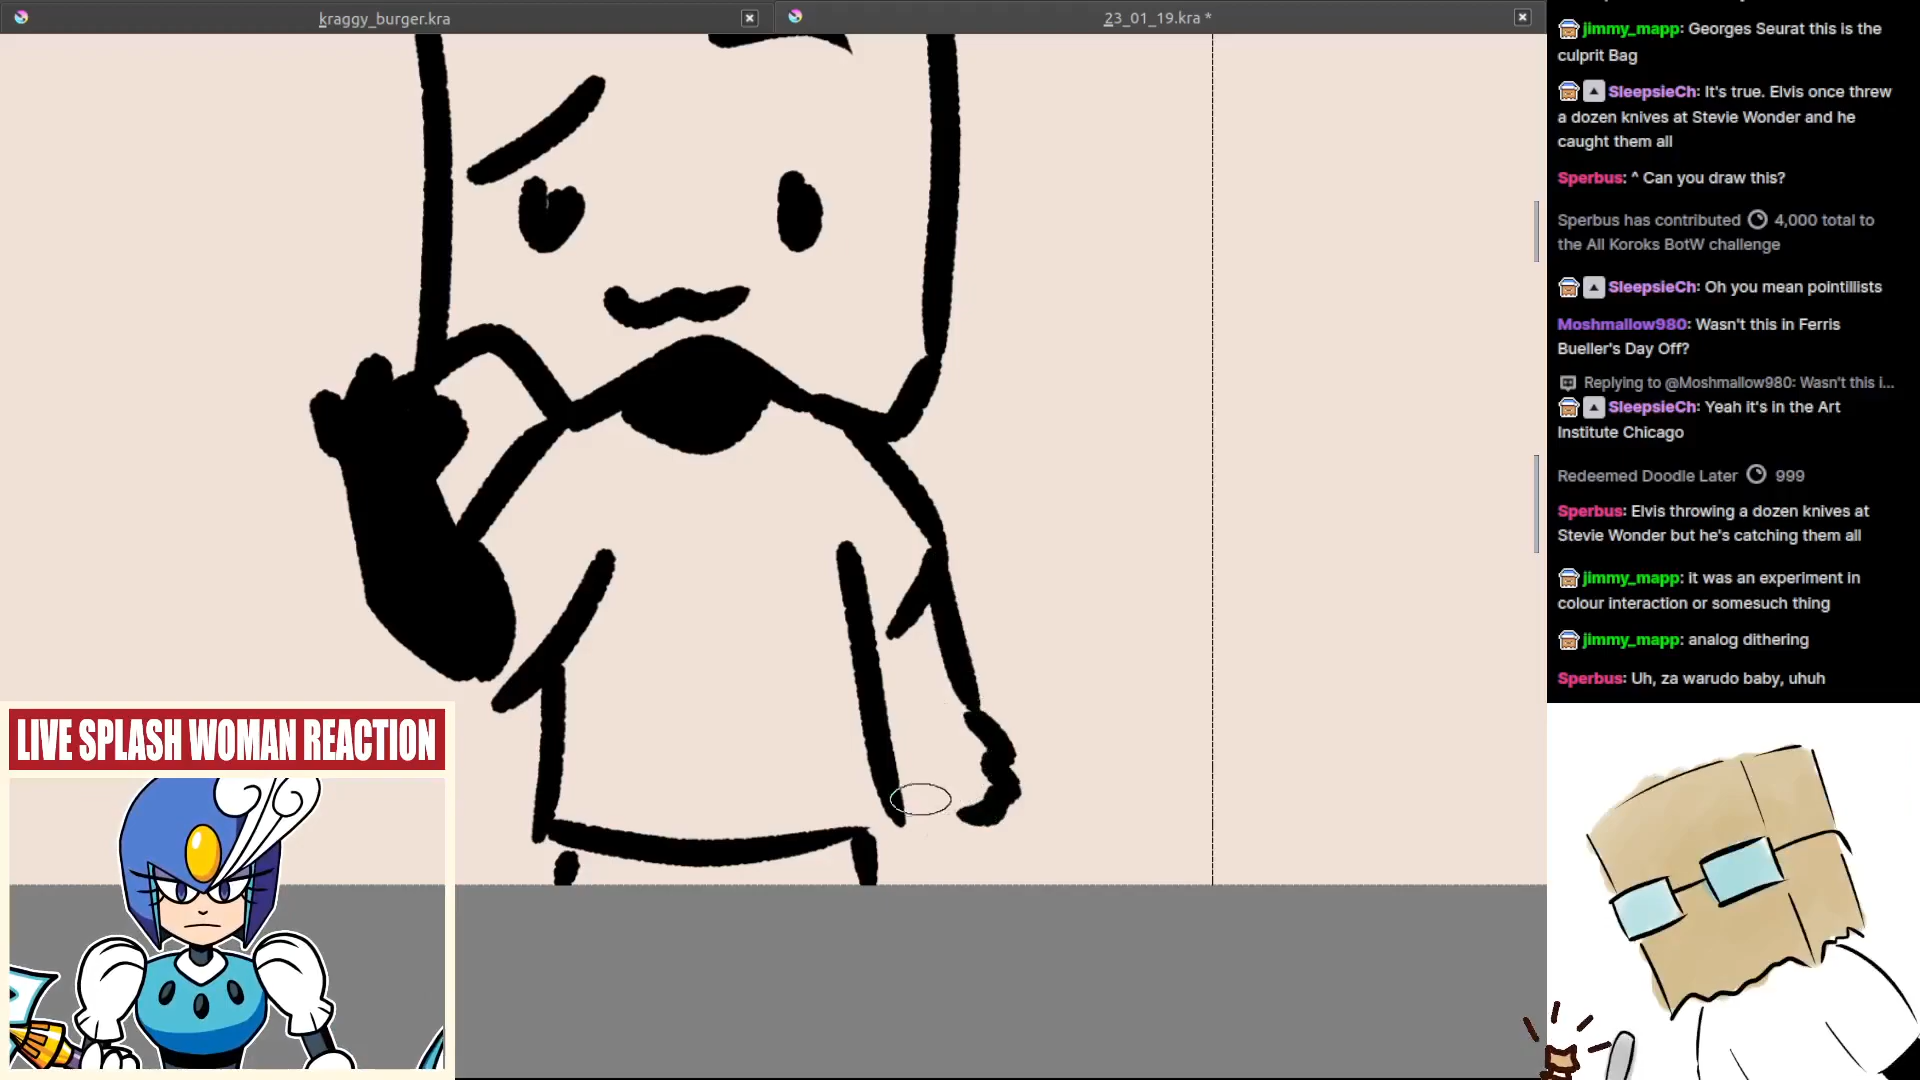 kraggy_burger.kra
23_01_19.kra *
jimmy_mapp: Georges Seurat this is the
culprit Bag
SleepsieCh: It's true. Elvis once threw
a dozen knives at Stevie Wonder and he
caught them all
Sperbus: ^ Can you draw this?
Sperbus has contributed 4,000 total to
the All Koroks BotW challenge
SleepsieCh: Oh you mean pointillists
Moshmallow980: Wasn't this in Ferris
Bueller's Day Off?
Replying to @Moshmallow980: Wasn't this i...
SleepsieCh: Yeah it's in the Art
Institute Chicago
Redeemed Doodle Later 999
Sperbus: Elvis throwing a dozen knives at
Stevie Wonder but he's catching them all
jimmy_mapp: it was an experiment in
colour interaction or somesuch thing
jimmy_mapp: analog dithering
Sperbus: Uh, za warudo baby, uhuh
LIVE SPLASH WOMAN REACTION